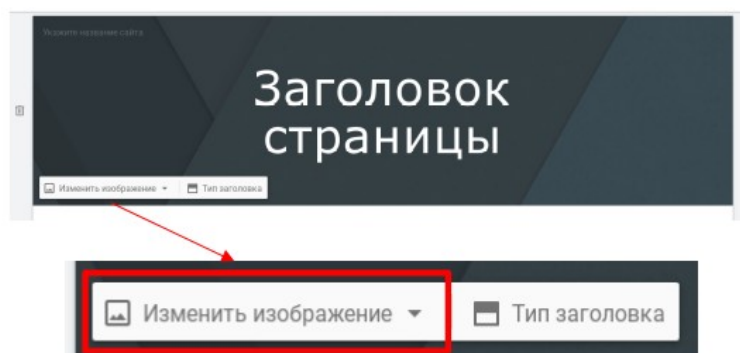 Укажите название сайта
Заголовок
страницы
Изменить изображение Тип заголовка
Изменить изображение Тип заголовка